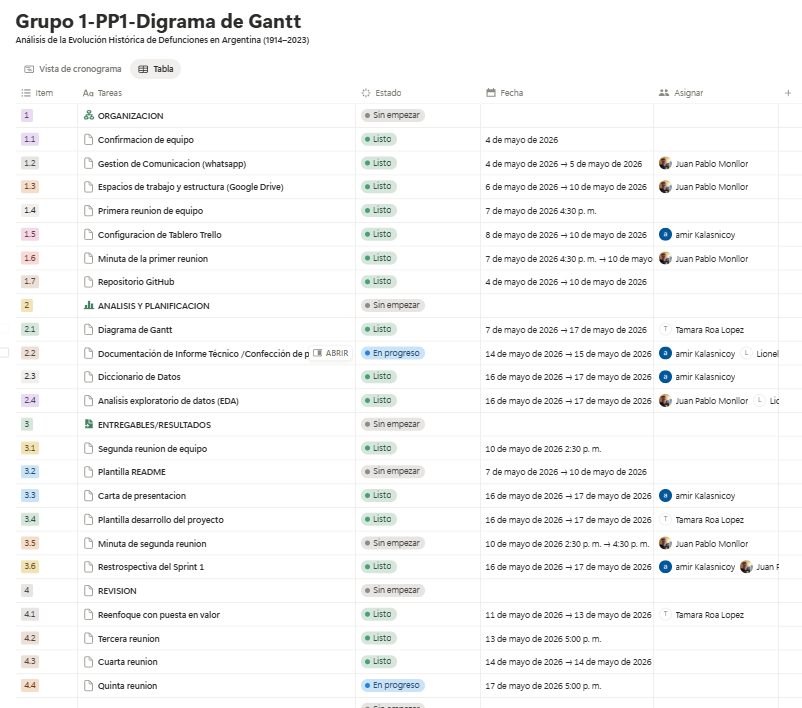 Grupo 1-PP1-Digrama de Gantt
Análisis de la Evolución Histórica de Defunciones en Argentina (1914–2023)
Vista de cronograma Tabla
Item Aa Tareas Estado Fecha Asignar +
1 ORGANIZACION Sin empezar
1.1 Confirmacion de equipo Listo 4 de mayo de 2026
1.2 Gestion de Comunicacion (whatsapp) Listo 4 de mayo de 2026 → 5 de mayo de 2026 Juan Pablo Monllor
1.3 Espacios de trabajo y estructura (Google Drive) Listo 6 de mayo de 2026 → 10 de mayo de 2026 Juan Pablo Monllor
1.4 Primera reunion de equipo Listo 7 de mayo de 2026 4:30 p. m.
1.5 Configuracion de Tablero Trello Listo 8 de mayo de 2026 → 10 de mayo de 2026 a amir Kalasnicoy
1.6 Minuta de la primer reunion Listo 7 de mayo de 2026 4:30 p. m. → 10 de mayo Juan Pablo Monllor
1.7 Repositorio GitHub Listo 4 de mayo de 2026 → 10 de mayo de 2026
2 ANALISIS Y PLANIFICACION Sin empezar
2.1 Diagrama de Gantt Listo 7 de mayo de 2026 → 17 de mayo de 2026 T Tamara Roa Lopez
2.2 Documentación de Informe Técnico /Confección de p ABRIR En progreso 14 de mayo de 2026 → 15 de mayo de 2026 a amir Kalasnicoy L Lionel
2.3 Diccionario de Datos Listo 16 de mayo de 2026 → 17 de mayo de 2026 a amir Kalasnicoy
2.4 Analisis exploratorio de datos (EDA) Listo 16 de mayo de 2026 → 17 de mayo de 2026 Juan Pablo Monllor L Lio
3 ENTREGABLES/RESULTADOS Sin empezar
3.1 Segunda reunion de equipo Listo 10 de mayo de 2026 2:30 p. m.
3.2 Plantilla README Sin empezar 7 de mayo de 2026 → 10 de mayo de 2026
3.3 Carta de presentacion Listo 16 de mayo de 2026 → 17 de mayo de 2026 a amir Kalasnicoy
3.4 Plantilla desarrollo del proyecto Listo 16 de mayo de 2026 → 17 de mayo de 2026 T Tamara Roa Lopez
3.5 Minuta de segunda reunion Sin empezar 10 de mayo de 2026 2:30 p. m. → 4:30 p. m. Juan Pablo Monllor
3.6 Restrospectiva del Sprint 1 Listo 16 de mayo de 2026 → 17 de mayo de 2026 a amir Kalasnicoy Juan P
4 REVISION Sin empezar
4.1 Reenfoque con puesta en valor Listo 11 de mayo de 2026 → 13 de mayo de 2026 T Tamara Roa Lopez
4.2 Tercera reunion Listo 13 de mayo de 2026 5:00 p. m.
4.3 Cuarta reunion Listo 14 de mayo de 2026 → 14 de mayo de 2026
4.4 Quinta reunion En progreso 17 de mayo de 2026 5:00 p. m.
Sin empezar